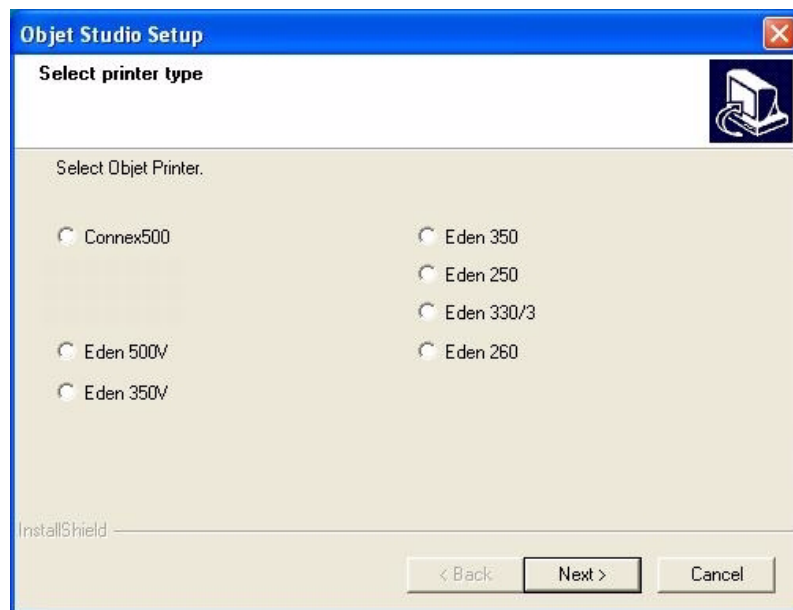 Objet Studio Setup
Select printer type
Select Objet Printer.
Connex500
Eden 500V
Eden 350V
Eden 350
Eden 250
Eden 330/3
Eden 260
InstallShield
< Back
Next >
Cancel